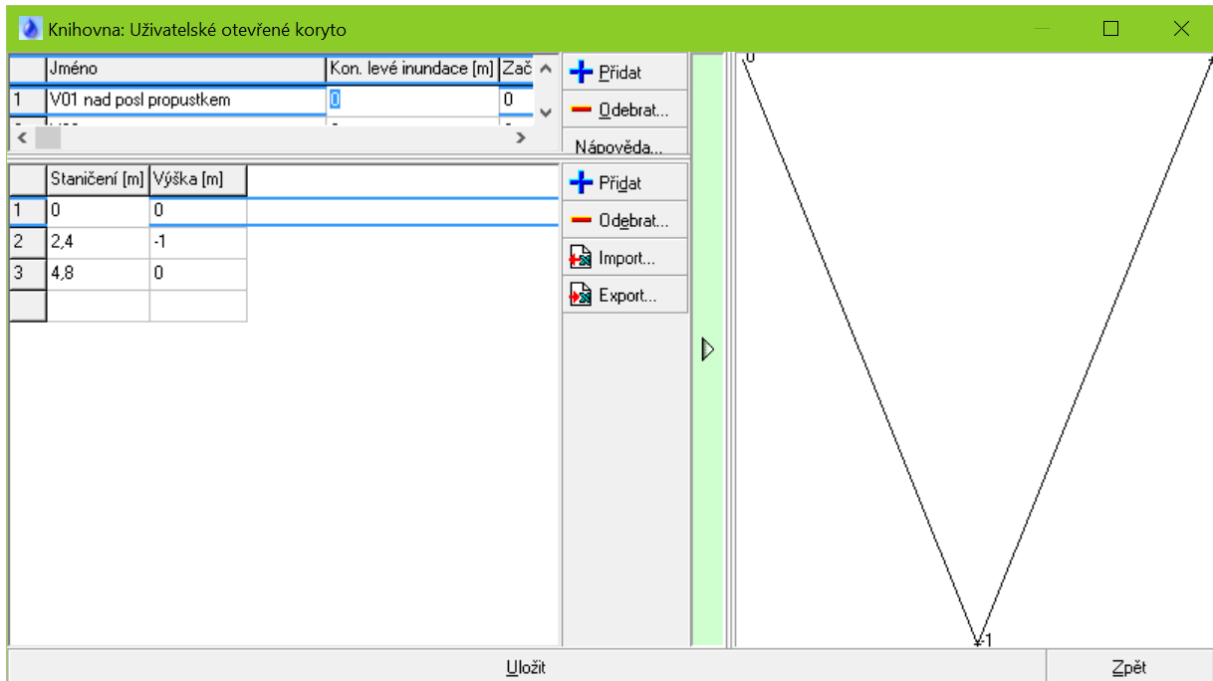 Knihovna: Uživatelské otevřené koryto
Jméno Kon. levé inundace [m] Zač
1 V01 nad posl propustkem 0 0
Přidat
Odebrat...
Nápověda...
Staničení [m] Výška [m]
1 0 0
2 2,4 -1
3 4,8 0
Přidat
Odebrat...
Import...
Export...
0
-1
Uložit
Zpět